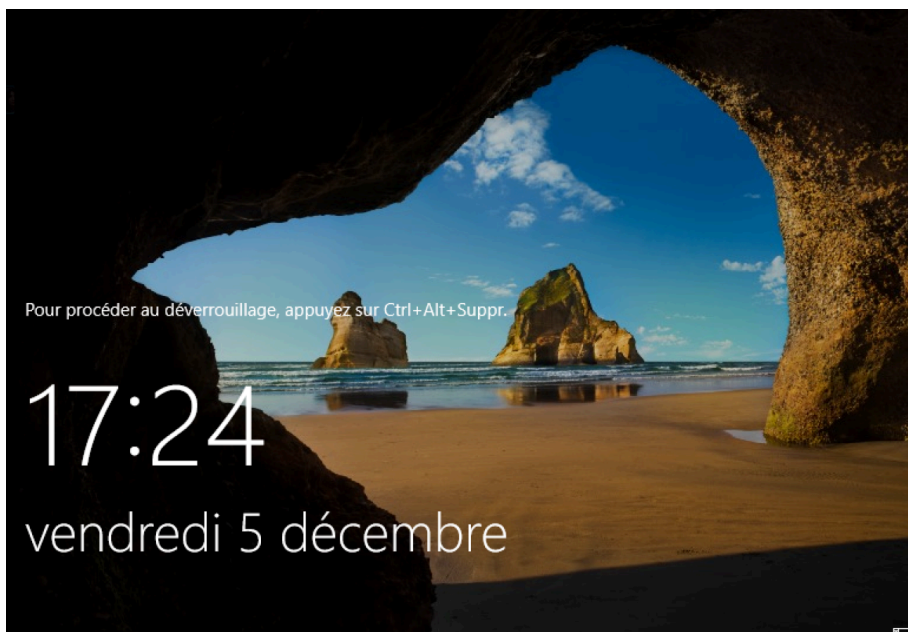 Pour procéder au déverrouillage, appuyez sur Ctrl+Alt+Suppr.
17:24
vendredi 5 décembre